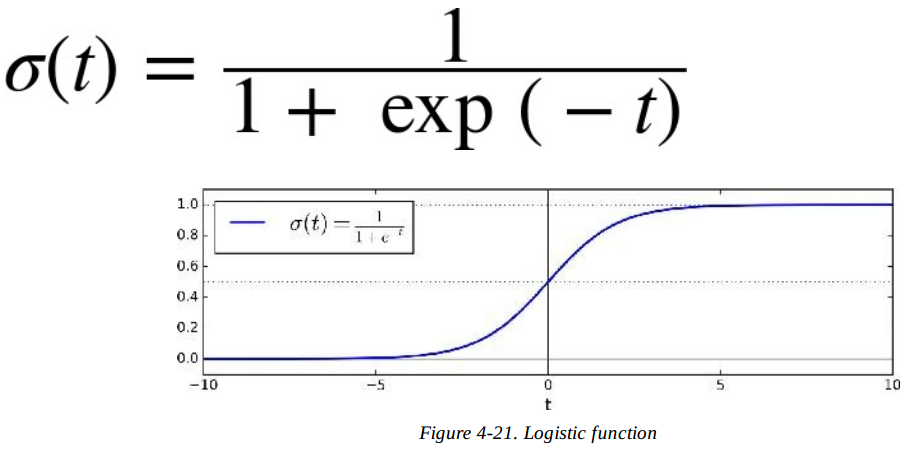 σ(t) = 1 / (1 + exp ( − t))
σ(t) = 1 / (1 + e^-t)
1.0
0.8
0.6
0.4
0.2
0.0
−10 −5 0 5 10
t
Figure 4-21. Logistic function